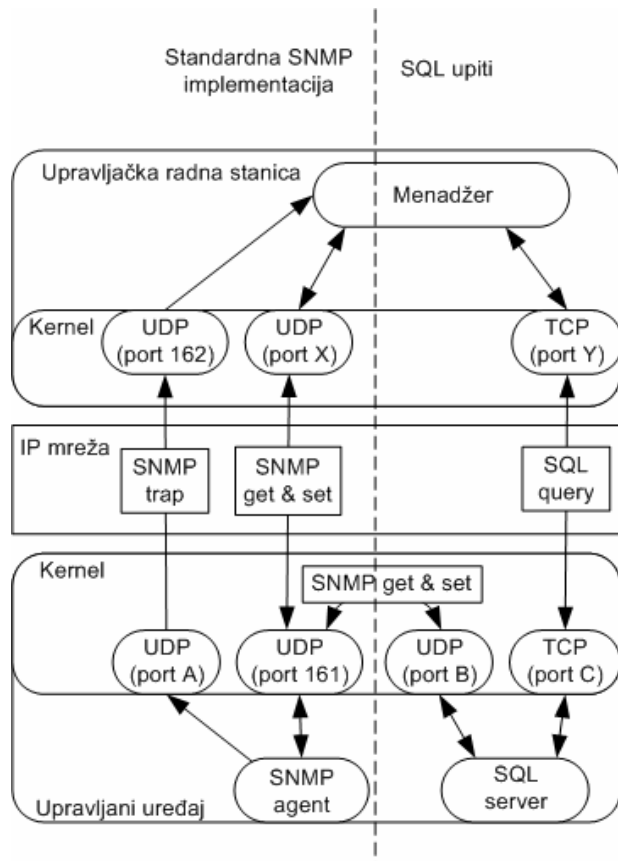 Standardna SNMP
implementacija
SQL upiti
Upravljačka radna stanica
Menadžer
Kernel
UDP
(port 162)
UDP
(port X)
TCP
(port Y)
IP mreža
SNMP
trap
SNMP
get & set
SQL
query
Kernel
SNMP get & set
UDP
(port A)
UDP
(port 161)
UDP
(port B)
TCP
(port C)
SNMP
agent
SQL
server
Upravljani uređaj